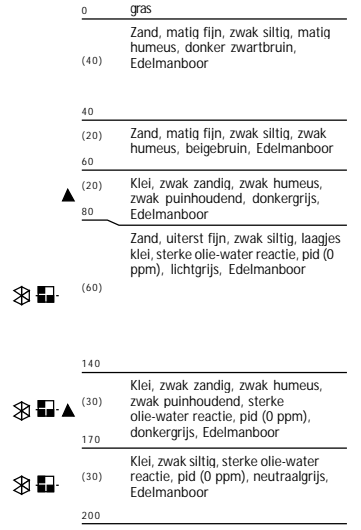 0 gras
Zand, matig fijn, zwak siltig, matig
humeus, donker zwartbruin,
(40) Edelmanboor
40
(20) Zand, matig fijn, zwak siltig, zwak
humeus, beigebruin, Edelmanboor
60
(20) Klei, zwak zandig, zwak humeus,
zwak puinhoudend, donkergrijs,
80 Edelmanboor
Zand, uiterst fijn, zwak siltig, laagjes
klei, sterke olie-water reactie, pid (0
ppm), lichtgrijs, Edelmanboor
(60)
140
Klei, zwak zandig, zwak humeus,
(30) zwak puinhoudend, sterke
olie-water reactie, pid (0 ppm),
donkergrijs, Edelmanboor
170
Klei, zwak siltig, sterke olie-water
(30) reactie, pid (0 ppm), neutraalgrijs,
Edelmanboor
200